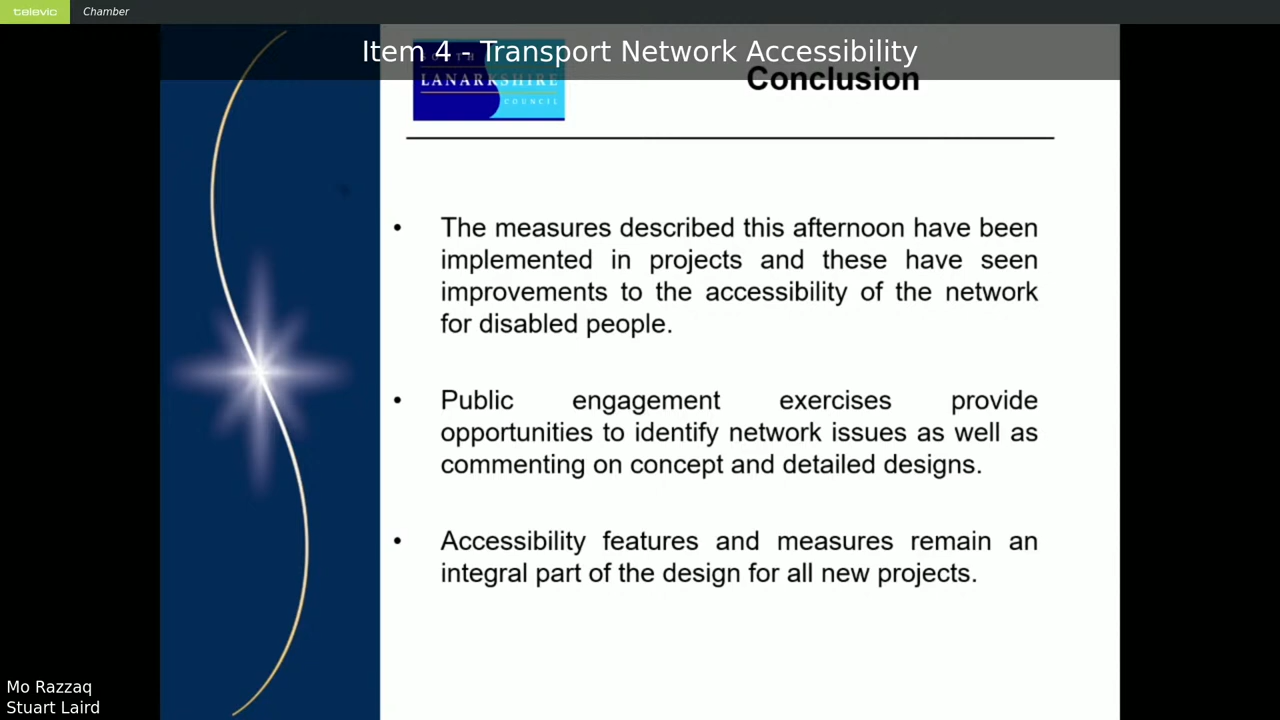 televic Chamber
Item 4 - Transport Network Accessibility
SOUTH
LANARKSHIRE
COUNCIL
Conclusion
• The measures described this afternoon have been
implemented in projects and these have seen
improvements to the accessibility of the network
for disabled people.
• Public engagement exercises provide
opportunities to identify network issues as well as
commenting on concept and detailed designs.
• Accessibility features and measures remain an
integral part of the design for all new projects.
Mo Razzaq
Stuart Laird